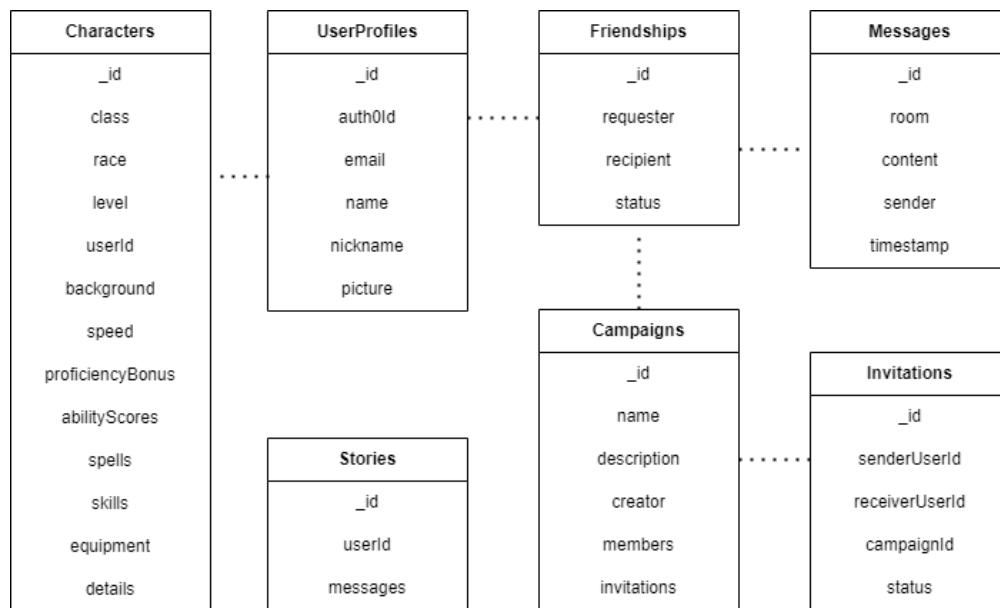 Characters
_id
class
race
level
userId
background
speed
proficiencyBonus
abilityScores
spells
skills
equipment
details
UserProfiles
_id
auth0Id
email
name
nickname
picture
Stories
_id
userId
messages
Friendships
_id
requester
recipient
status
Campaigns
_id
name
description
creator
members
invitations
Messages
_id
room
content
sender
timestamp
Invitations
_id
senderUserId
receiverUserId
campaignId
status